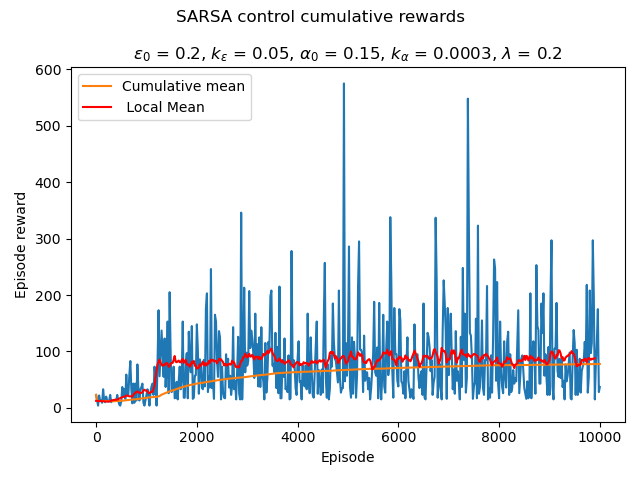 SARSA control cumulative rewards
ε₀ = 0.2, kε = 0.05, α₀ = 0.15, kα = 0.0003, λ = 0.2
Cumulative mean
Local Mean
600
500
400
300
200
100
0
Episode reward
0 2000 4000 6000 8000 10000
Episode